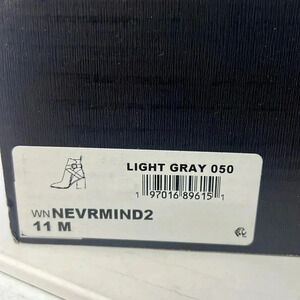 LIGHT GRAY 050
1 97016 89615 1
WN NEVRMIND2
11 M